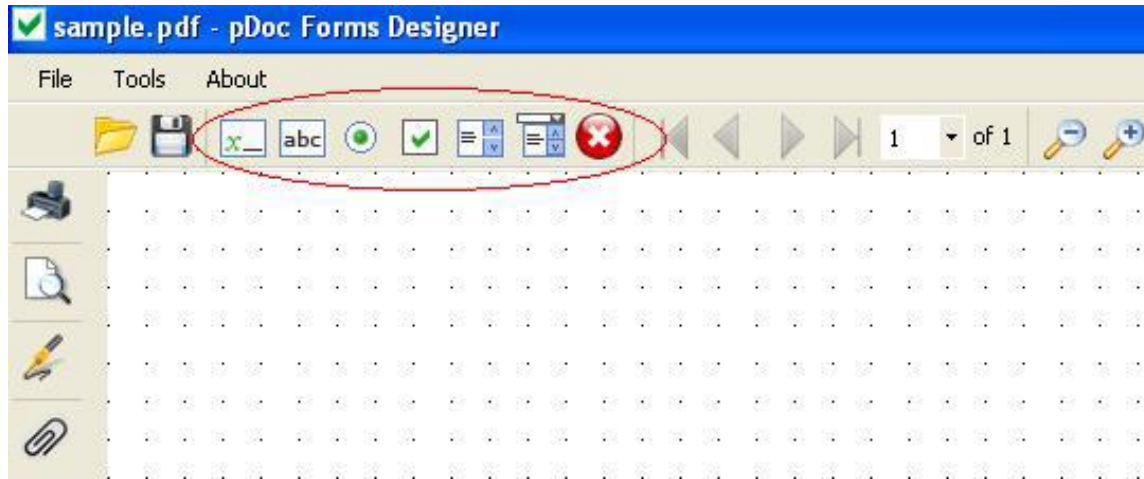 sample.pdf - pDoc Forms Designer
File Tools About
x_ abc 1 of 1